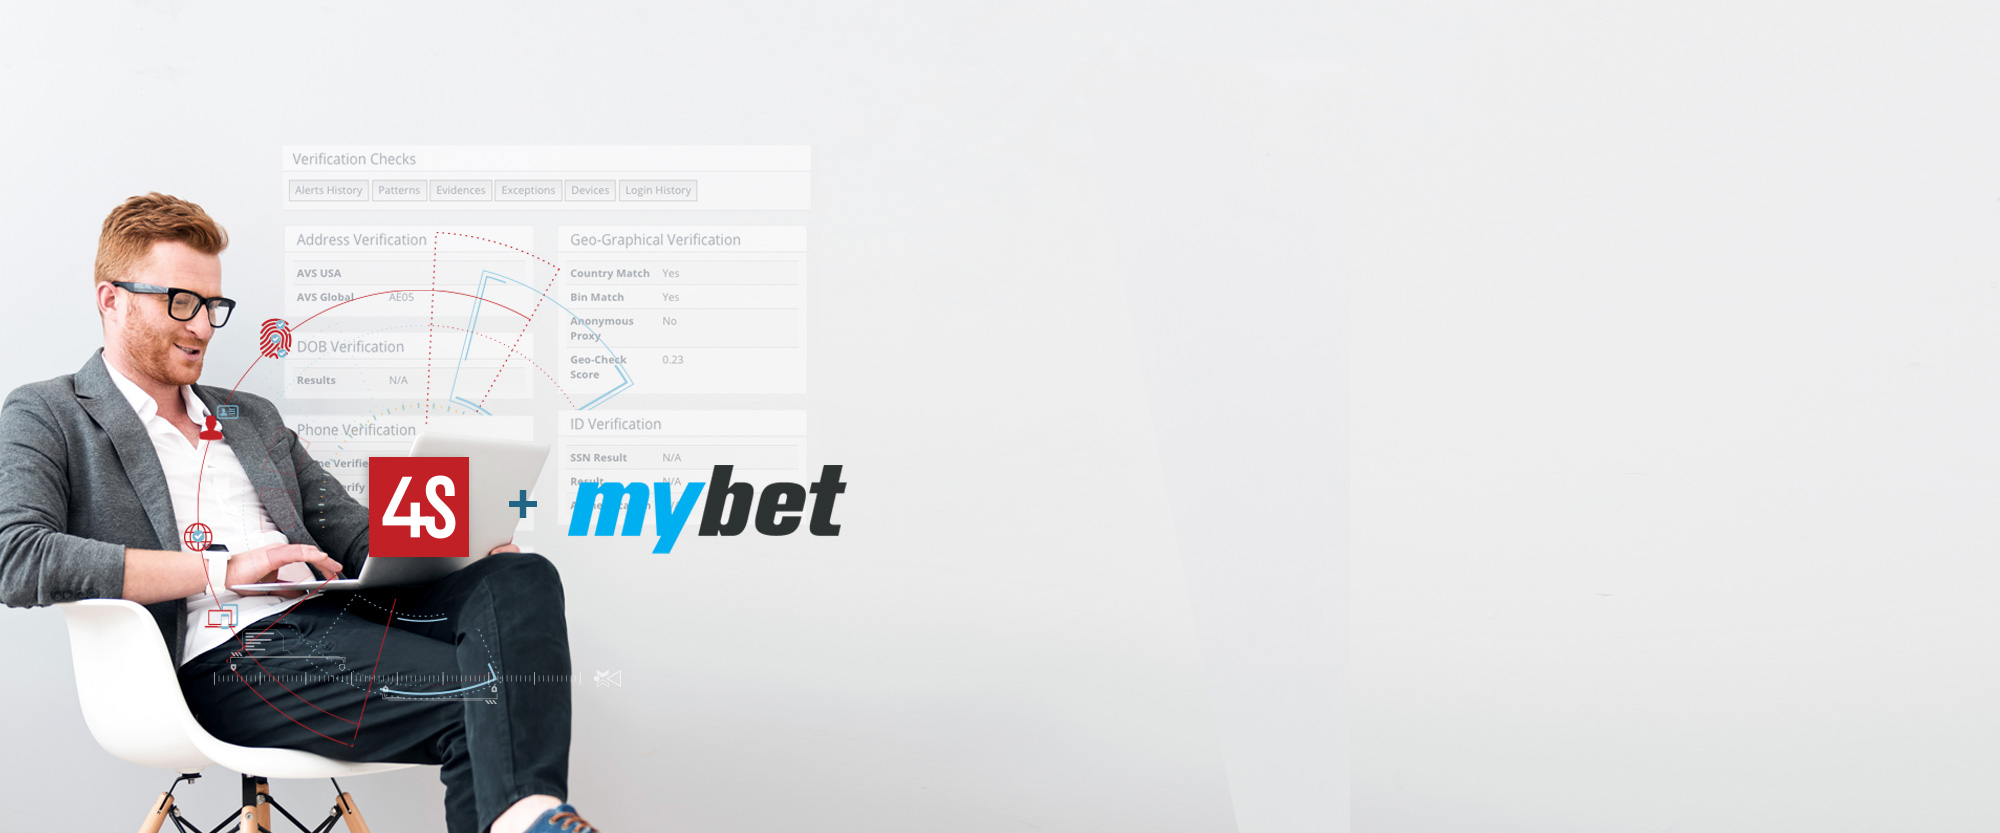 Verification Checks
Alerts History Patterns Evidences Exceptions Devices Login History
Address Verification
AVS USA
AVS Global AE05
DOB Verification
Results N/A
Phone Verification
Geo-Graphical Verification
Country Match Yes
Bin Match Yes
Anonymous No
Proxy
Geo-Check 0.23
Score
ID Verification
SSN Result N/A
Result N/A
4S + mybet